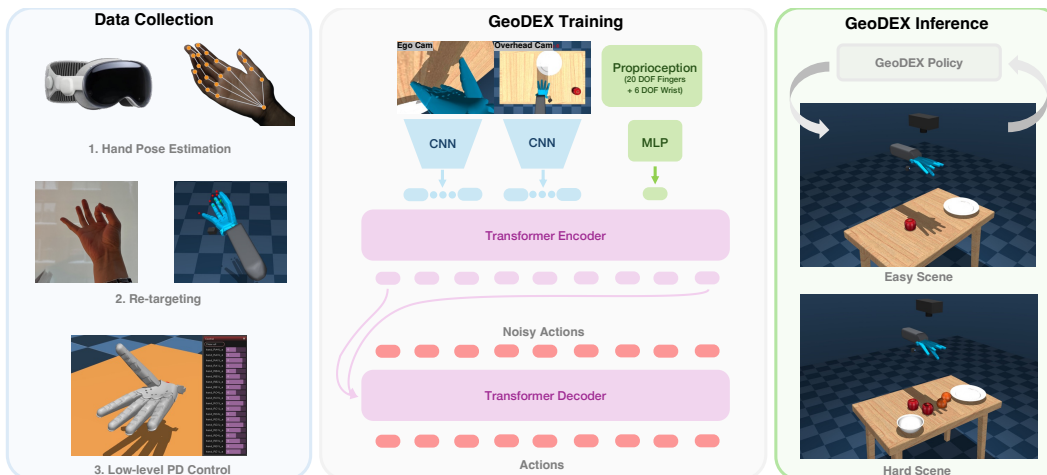 Data Collection
1. Hand Pose Estimation
2. Re-targeting
3. Low-level PD Control
GeoDEX Training
Ego Cam
Overhead Cam
Proprioception
(20 DOF Fingers
+ 6 DOF Wrist)
CNN
CNN
MLP
Transformer Encoder
Noisy Actions
Transformer Decoder
Actions
GeoDEX Inference
GeoDEX Policy
Easy Scene
Hard Scene